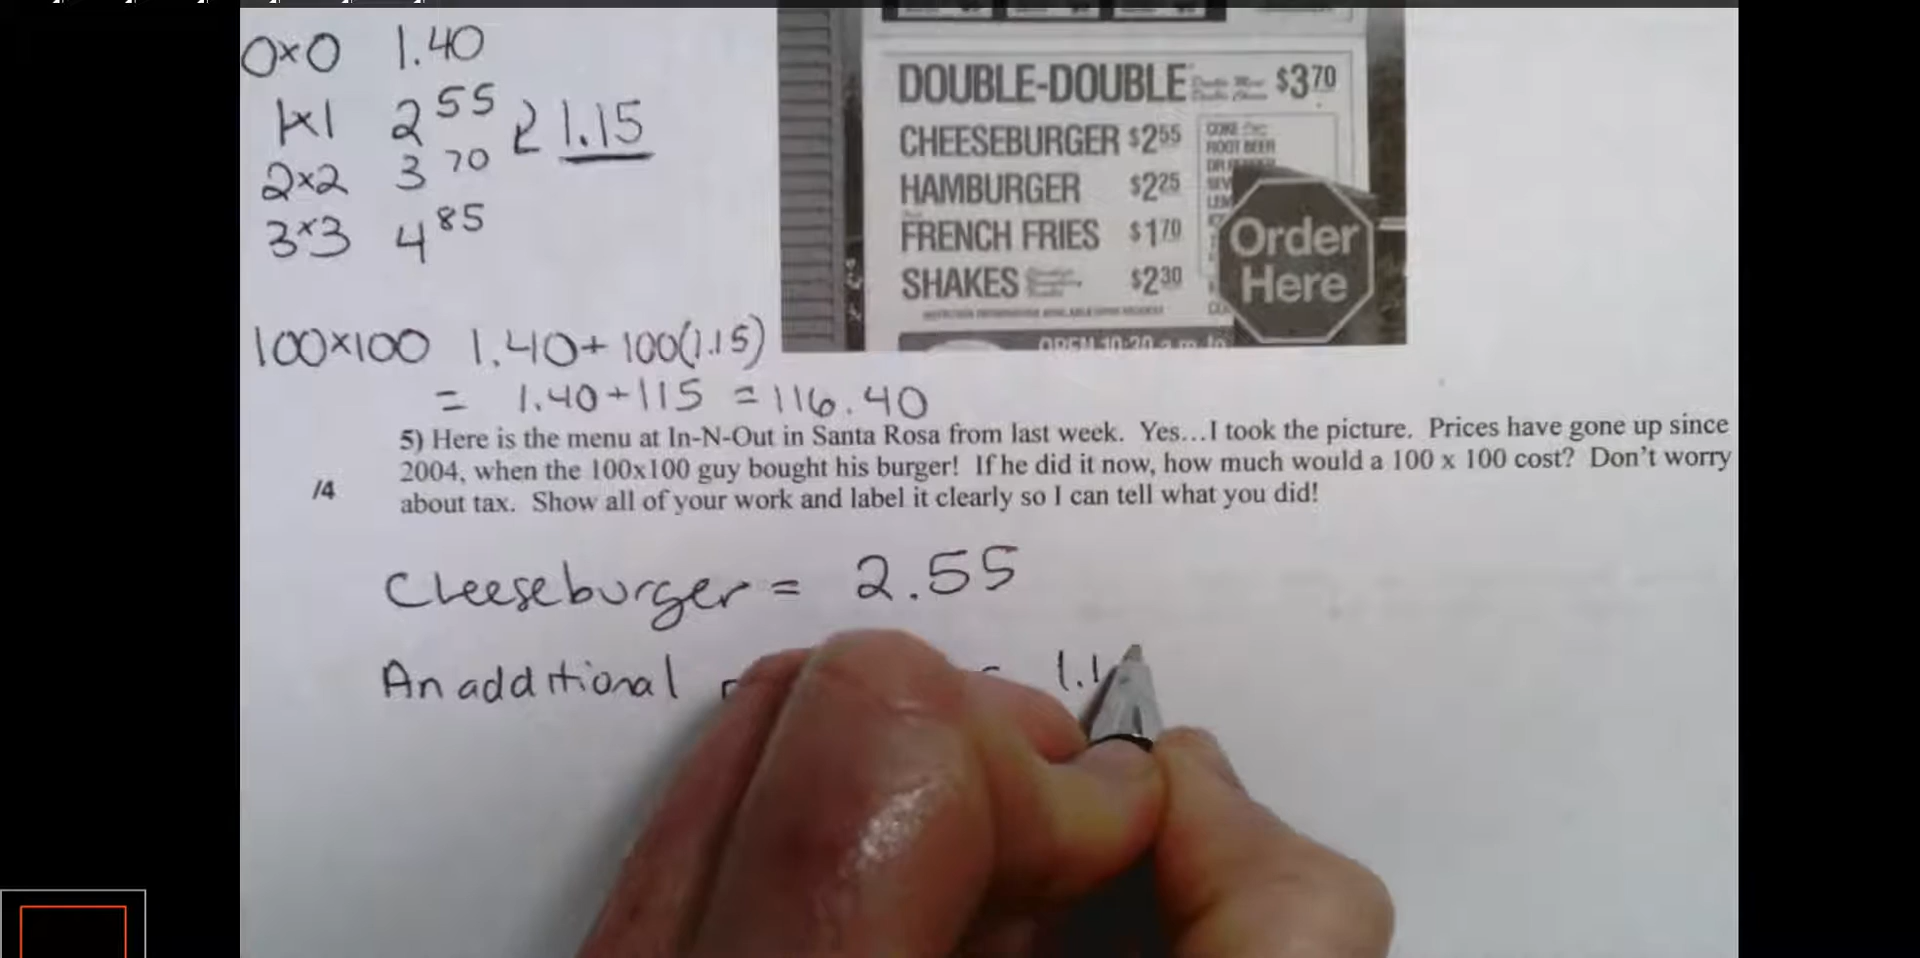 0×0 1.40
1×1 2 55
1.15
2×2 3 70
3×3 4 85
100×100 1.40+ 100(1.15)
= 1.40+115 = 116.40
DOUBLE-DOUBLE $3 70
CHEESEBURGER $2 55
HAMBURGER $2 25
FRENCH FRIES $1 70
SHAKES $2 30
ROOT BEER
Order
Here
OPEN 10:30 a.m. to
5) Here is the menu at In-N-Out in Santa Rosa from last week. Yes…I took the picture. Prices have gone up since
2004, when the 100x100 guy bought his burger! If he did it now, how much would a 100 x 100 cost? Don't worry
/4
about tax. Show all of your work and label it clearly so I can tell what you did!
Cheeseburger = 2.55
An additional
1.1